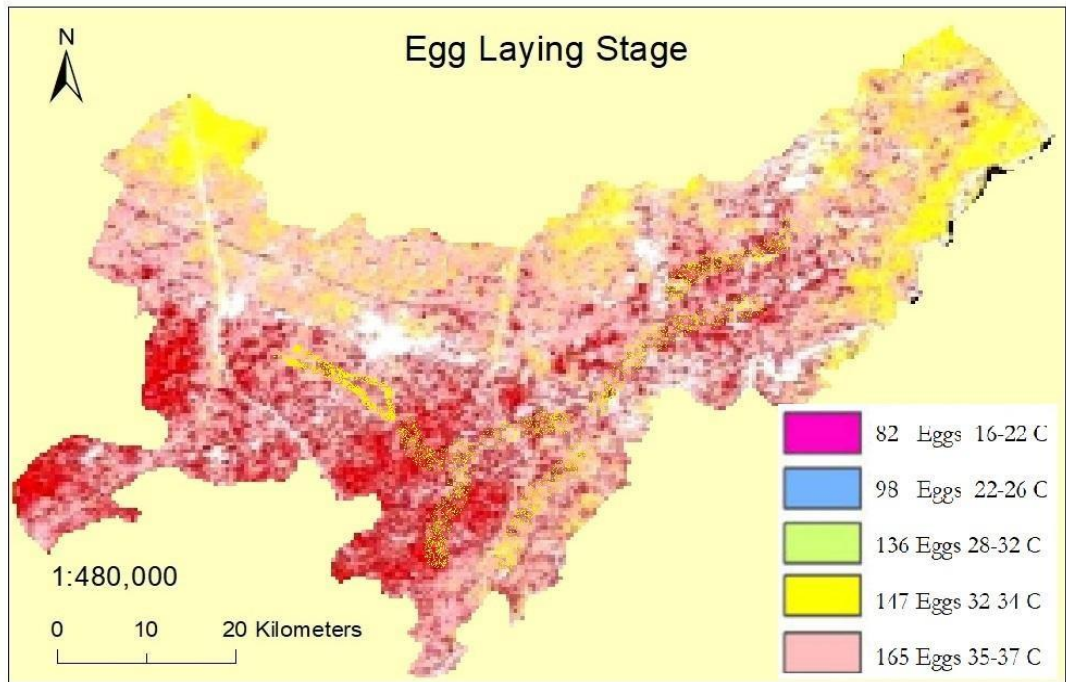 N
Egg Laying Stage
82 Eggs 16-22 C
98 Eggs 22-26 C
136 Eggs 28-32 C
147 Eggs 32-34 C
165 Eggs 35-37 C
1:480,000
0 10 20 Kilometers